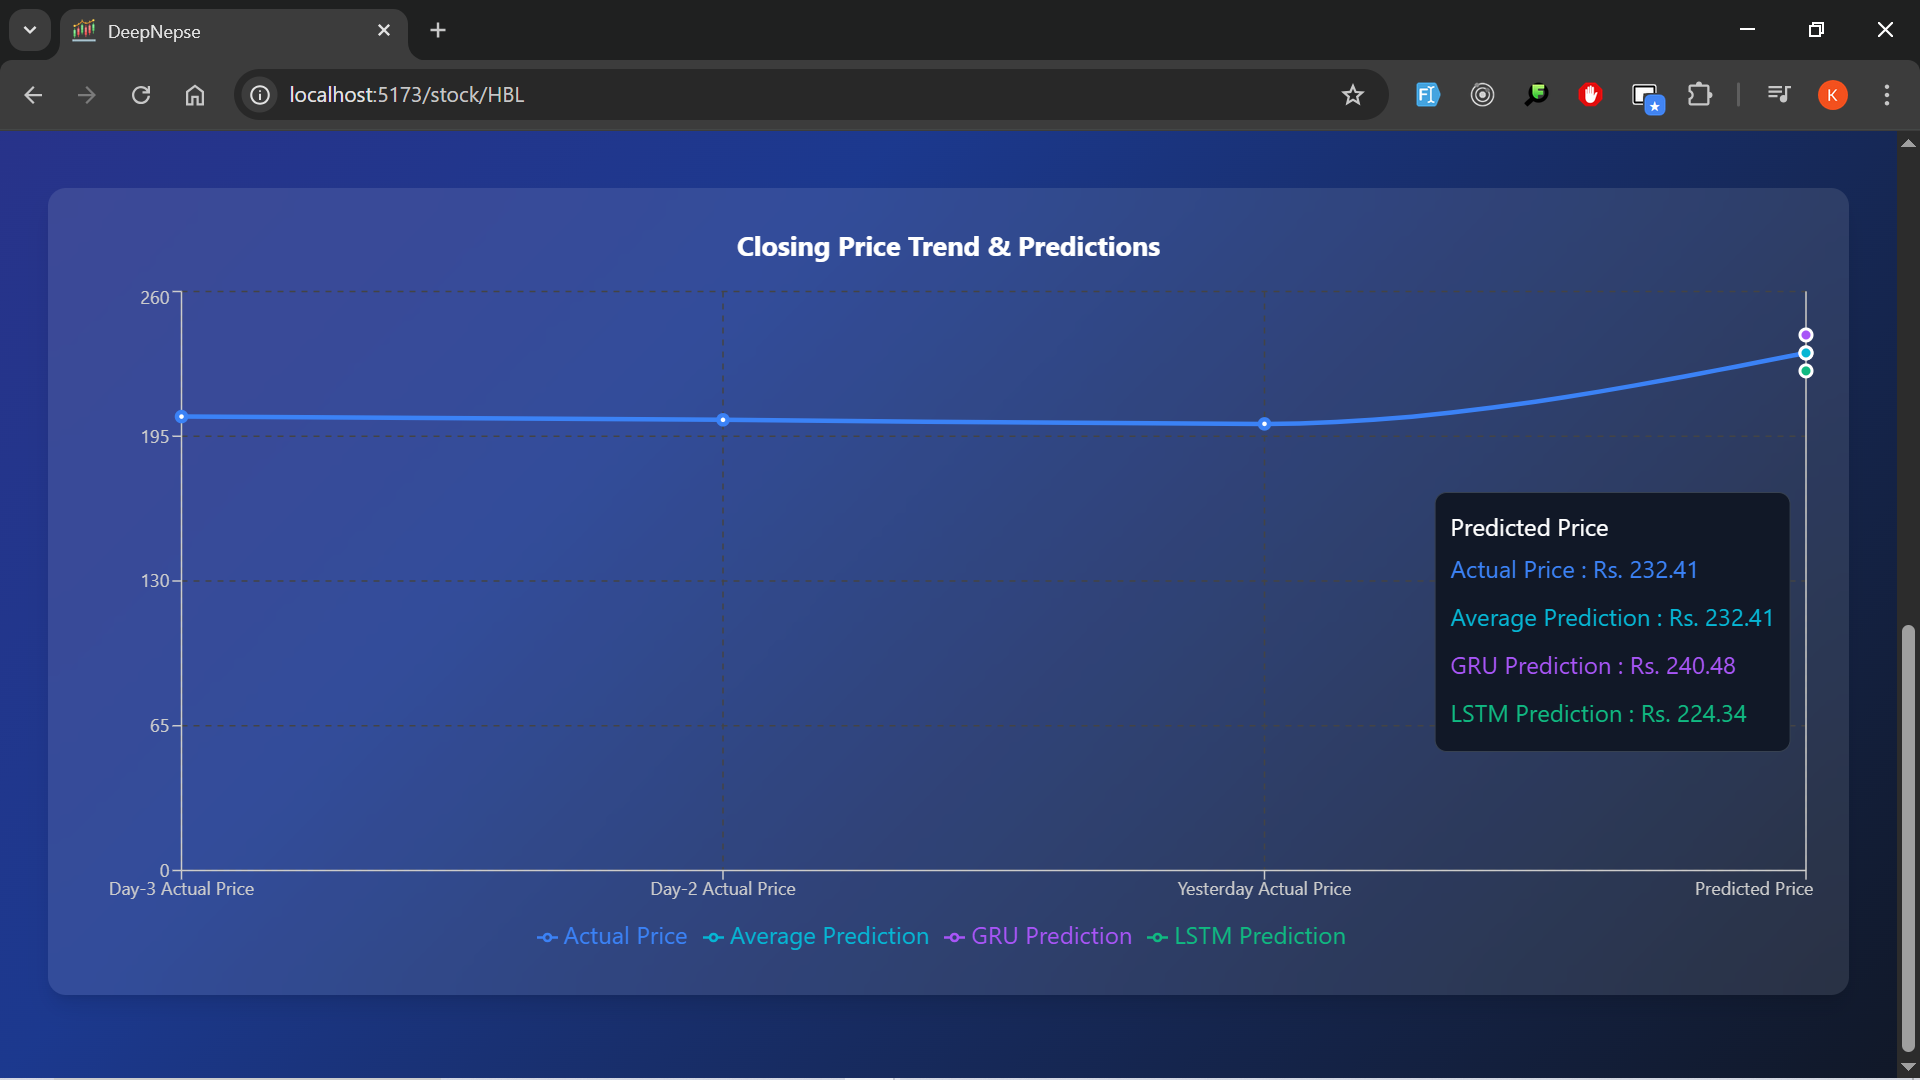 DeepNepse
localhost:5173/stock/HBL
K
Closing Price Trend & Predictions
260
195
130
65
0
Predicted Price
Actual Price : Rs. 232.41
Average Prediction : Rs. 232.41
GRU Prediction : Rs. 240.48
LSTM Prediction : Rs. 224.34
Day-3 Actual Price
Day-2 Actual Price
Yesterday Actual Price
Predicted Price
Actual Price
Average Prediction
GRU Prediction
LSTM Prediction